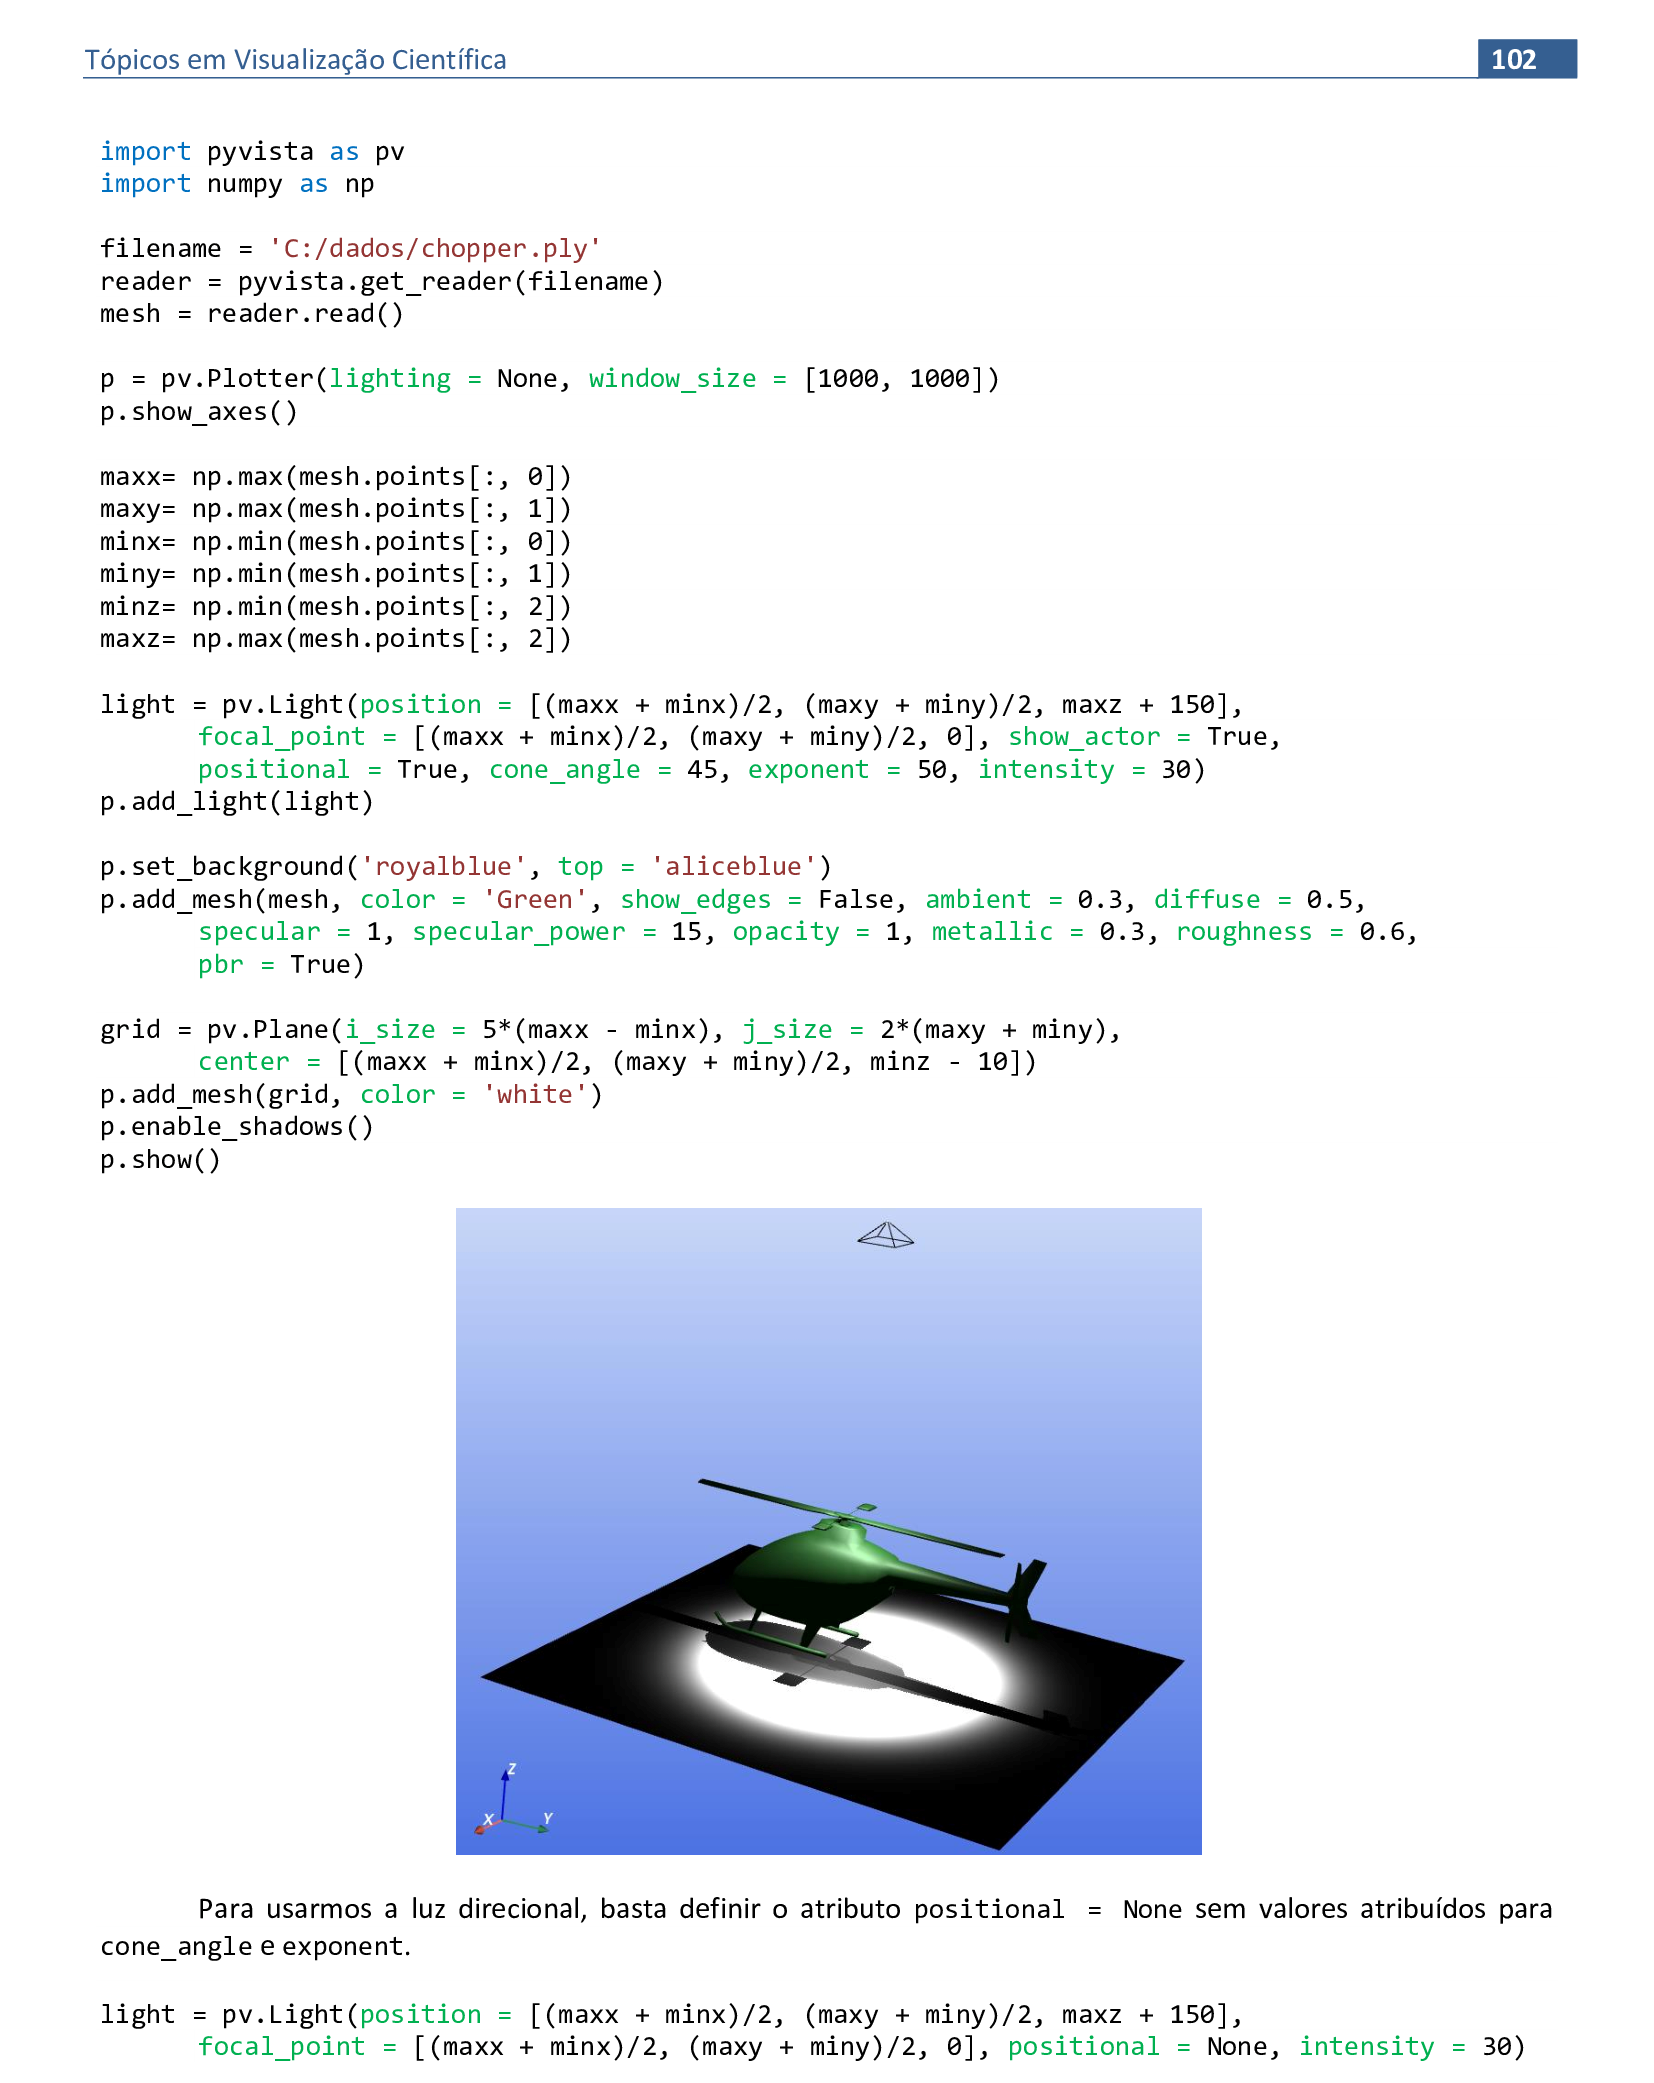 Tópicos em Visualização Científica 102
import pyvista as pv
import numpy as np
filename = 'C:/dados/chopper.ply'
reader = pyvista.get_reader(filename)
mesh = reader.read()
p = pv.Plotter(lighting = None, window_size = [1000, 1000])
p.show_axes()
maxx= np.max(mesh.points[:, 0])
maxy= np.max(mesh.points[:, 1])
minx= np.min(mesh.points[:, 0])
miny= np.min(mesh.points[:, 1])
minz= np.min(mesh.points[:, 2])
maxz= np.max(mesh.points[:, 2])
light = pv.Light(position = [(maxx + minx)/2, (maxy + miny)/2, maxz + 150],
focal_point = [(maxx + minx)/2, (maxy + miny)/2, 0], show_actor = True,
positional = True, cone_angle = 45, exponent = 50, intensity = 30)
p.add_light(light)
p.set_background('royalblue', top = 'aliceblue')
p.add_mesh(mesh, color = 'Green', show_edges = False, ambient = 0.3, diffuse = 0.5,
specular = 1, specular_power = 15, opacity = 1, metallic = 0.3, roughness = 0.6,
pbr = True)
grid = pv.Plane(i_size = 5*(maxx - minx), j_size = 2*(maxy + miny),
center = [(maxx + minx)/2, (maxy + miny)/2, minz - 10])
p.add_mesh(grid, color = 'white')
p.enable_shadows()
p.show()
Z
X Y
Para usarmos a luz direcional, basta definir o atributo positional = None sem valores atribuídos para
cone_angle e exponent.
light = pv.Light(position = [(maxx + minx)/2, (maxy + miny)/2, maxz + 150],
focal_point = [(maxx + minx)/2, (maxy + miny)/2, 0], positional = None, intensity = 30)